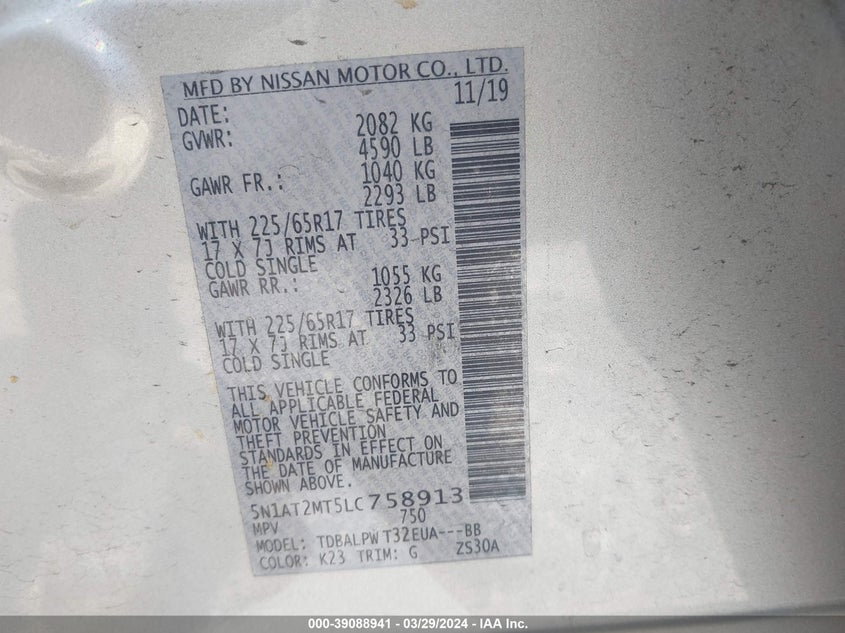 MFD BY NISSAN MOTOR CO., LTD.
DATE: 11/19
GVWR: 2082 KG
4590 LB
GAWR FR.: 1040 KG
2293 LB
WITH 225/65R17 TIRES
17 X 7J RIMS AT 33 PSI
COLD SINGLE
GAWR RR.: 1055 KG
2326 LB
WITH 225/65R17 TIRES
17 X 7J RIMS AT 33 PSI
COLD SINGLE
THIS VEHICLE CONFORMS TO
ALL APPLICABLE FEDERAL
MOTOR VEHICLE SAFETY AND
THEFT PREVENTION
STANDARDS IN EFFECT ON
THE DATE OF MANUFACTURE
SHOWN ABOVE.
5N1AT2MT5LC758913
MPV 750
MODEL: TDBALPW T32EUA---BB
COLOR: K23 TRIM: G ZS30A
000-39088941 - 03/29/2024 - IAA Inc.